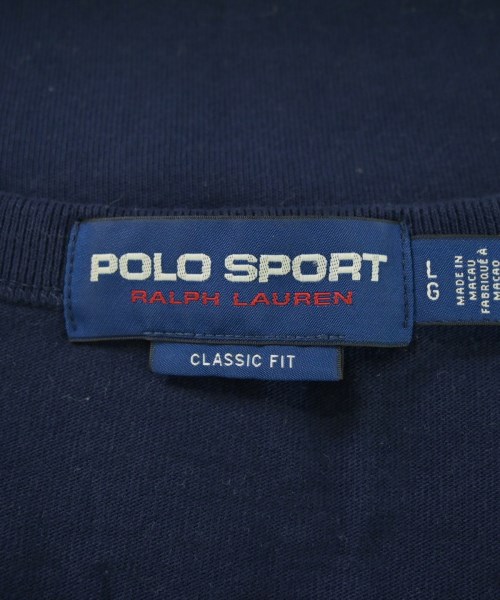 POLO SPORT
RALPH LAUREN
CLASSIC FIT
L
G
MADE IN
MACAU
FABRIQUÉ À
MACAO